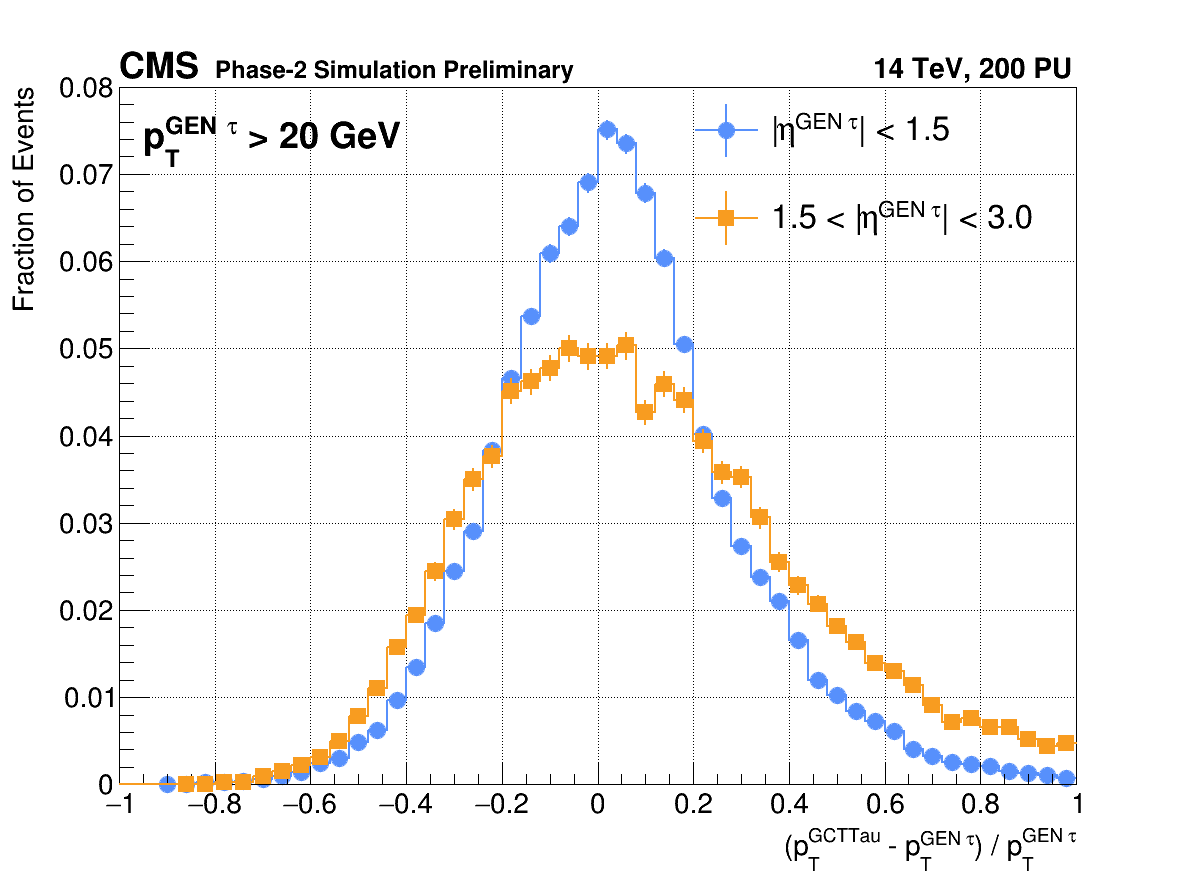 CMS Phase-2 Simulation Preliminary 14 TeV, 200 PU
Fraction of Events
p_T^GEN τ > 20 GeV
|η^GEN τ| < 1.5
1.5 < |η^GEN τ| < 3.0
0.08
0.07
0.06
0.05
0.04
0.03
0.02
0.01
0
−1 −0.8 −0.6 −0.4 −0.2 0 0.2 0.4 0.6 0.8 1
(p_T^GCTTau - p_T^GEN τ) / p_T^GEN τ